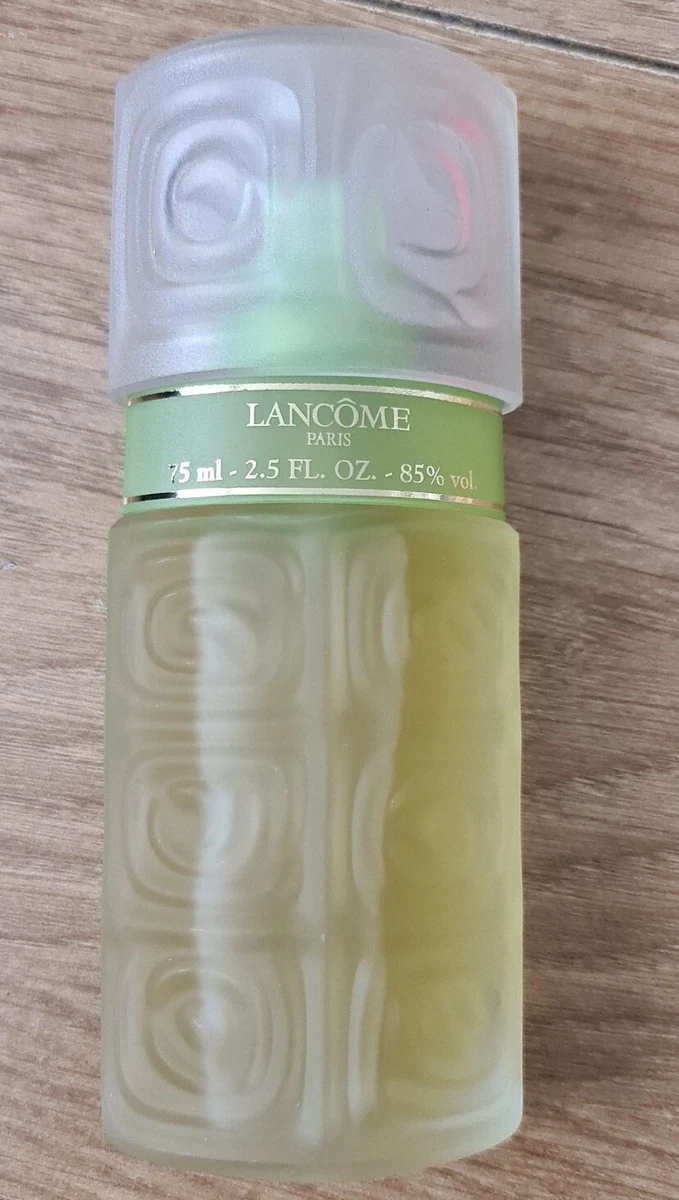 LANCÔME
PARIS
75 ml - 2.5 FL. OZ. - 85% vol.